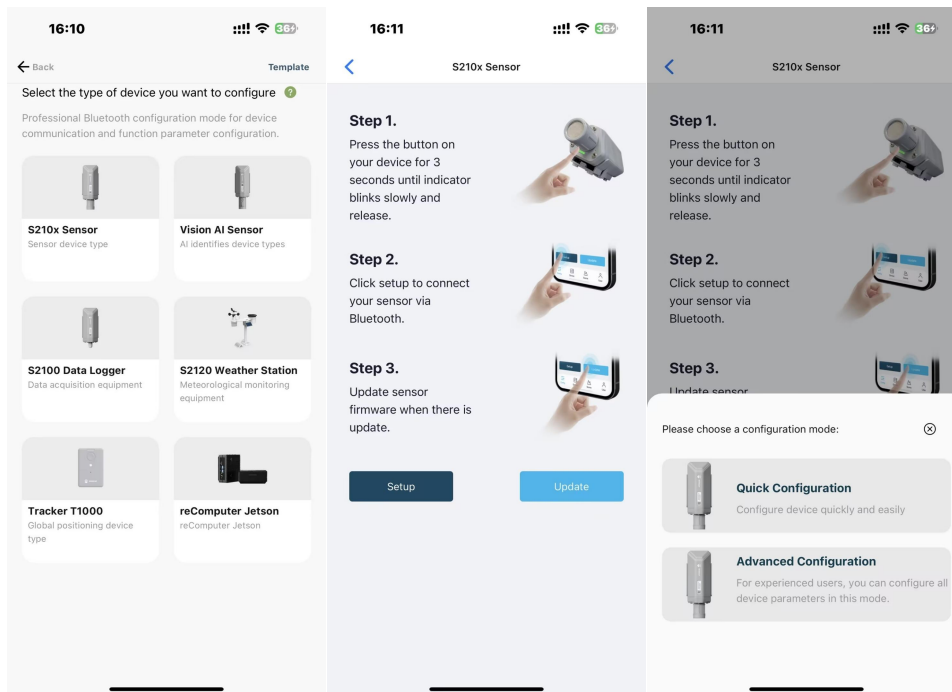 16:10
36
Back
Template
Select the type of device you want to configure ?
Professional Bluetooth configuration mode for device
communication and function parameter configuration.
S210x Sensor
Sensor device type
Vision AI Sensor
AI identifies device types
S2100 Data Logger
Data acquisition equipment
S2120 Weather Station
Meteorological monitoring
equipment
Tracker T1000
Global positioning device
type
reComputer Jetson
reComputer Jetson
16:11
36
S210x Sensor
Step 1.
Press the button on
your device for 3
seconds until indicator
blinks slowly and
release.
Step 2.
Click setup to connect
your sensor via
Bluetooth.
Step 3.
Update sensor
firmware when there is
update.
Setup
Update
16:11
36
S210x Sensor
Step 1.
Press the button on
your device for 3
seconds until indicator
blinks slowly and
release.
Step 2.
Click setup to connect
your sensor via
Bluetooth.
Step 3.
Update sensor
Please choose a configuration mode:
Quick Configuration
Configure device quickly and easily
Advanced Configuration
For experienced users, you can configure all
device parameters in this mode.